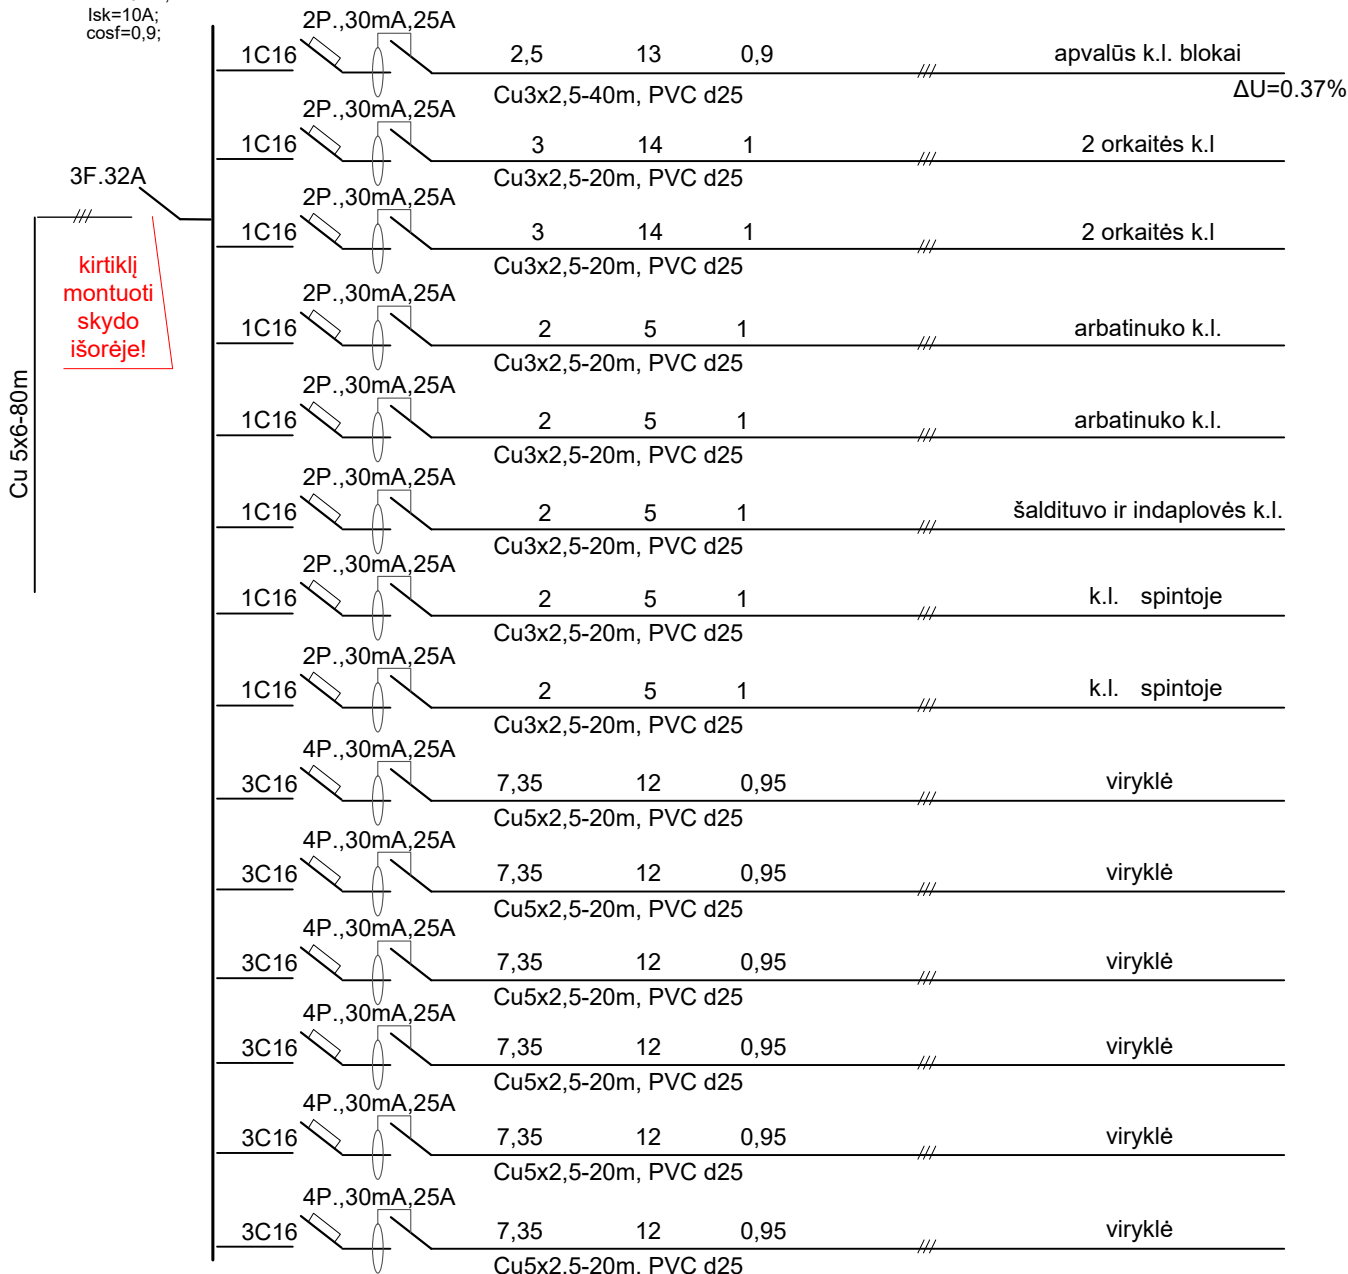 Isk=10A;
cosf=0,9;
3F.32A
kirtiklį
montuoti
skydo
išorėje!
Cu 5x6-80m
2P.,30mA,25A
1C16 2,5 13 0,9 apvalūs k.l. blokai
Cu3x2,5-40m, PVC d25 ΔU=0.37%
2P.,30mA,25A
1C16 3 14 1 2 orkaitės k.l
Cu3x2,5-20m, PVC d25
2P.,30mA,25A
1C16 3 14 1 2 orkaitės k.l
Cu3x2,5-20m, PVC d25
2P.,30mA,25A
1C16 2 5 1 arbatinuko k.l.
Cu3x2,5-20m, PVC d25
2P.,30mA,25A
1C16 2 5 1 arbatinuko k.l.
Cu3x2,5-20m, PVC d25
2P.,30mA,25A
1C16 2 5 1 šaldituvo ir indaplovės k.l.
Cu3x2,5-20m, PVC d25
2P.,30mA,25A
1C16 2 5 1 k.l. spintoje
Cu3x2,5-20m, PVC d25
2P.,30mA,25A
1C16 2 5 1 k.l. spintoje
Cu3x2,5-20m, PVC d25
4P.,30mA,25A
3C16 7,35 12 0,95 viryklė
Cu5x2,5-20m, PVC d25
4P.,30mA,25A
3C16 7,35 12 0,95 viryklė
Cu5x2,5-20m, PVC d25
4P.,30mA,25A
3C16 7,35 12 0,95 viryklė
Cu5x2,5-20m, PVC d25
4P.,30mA,25A
3C16 7,35 12 0,95 viryklė
Cu5x2,5-20m, PVC d25
4P.,30mA,25A
3C16 7,35 12 0,95 viryklė
Cu5x2,5-20m, PVC d25
4P.,30mA,25A
3C16 7,35 12 0,95 viryklė
Cu5x2,5-20m, PVC d25